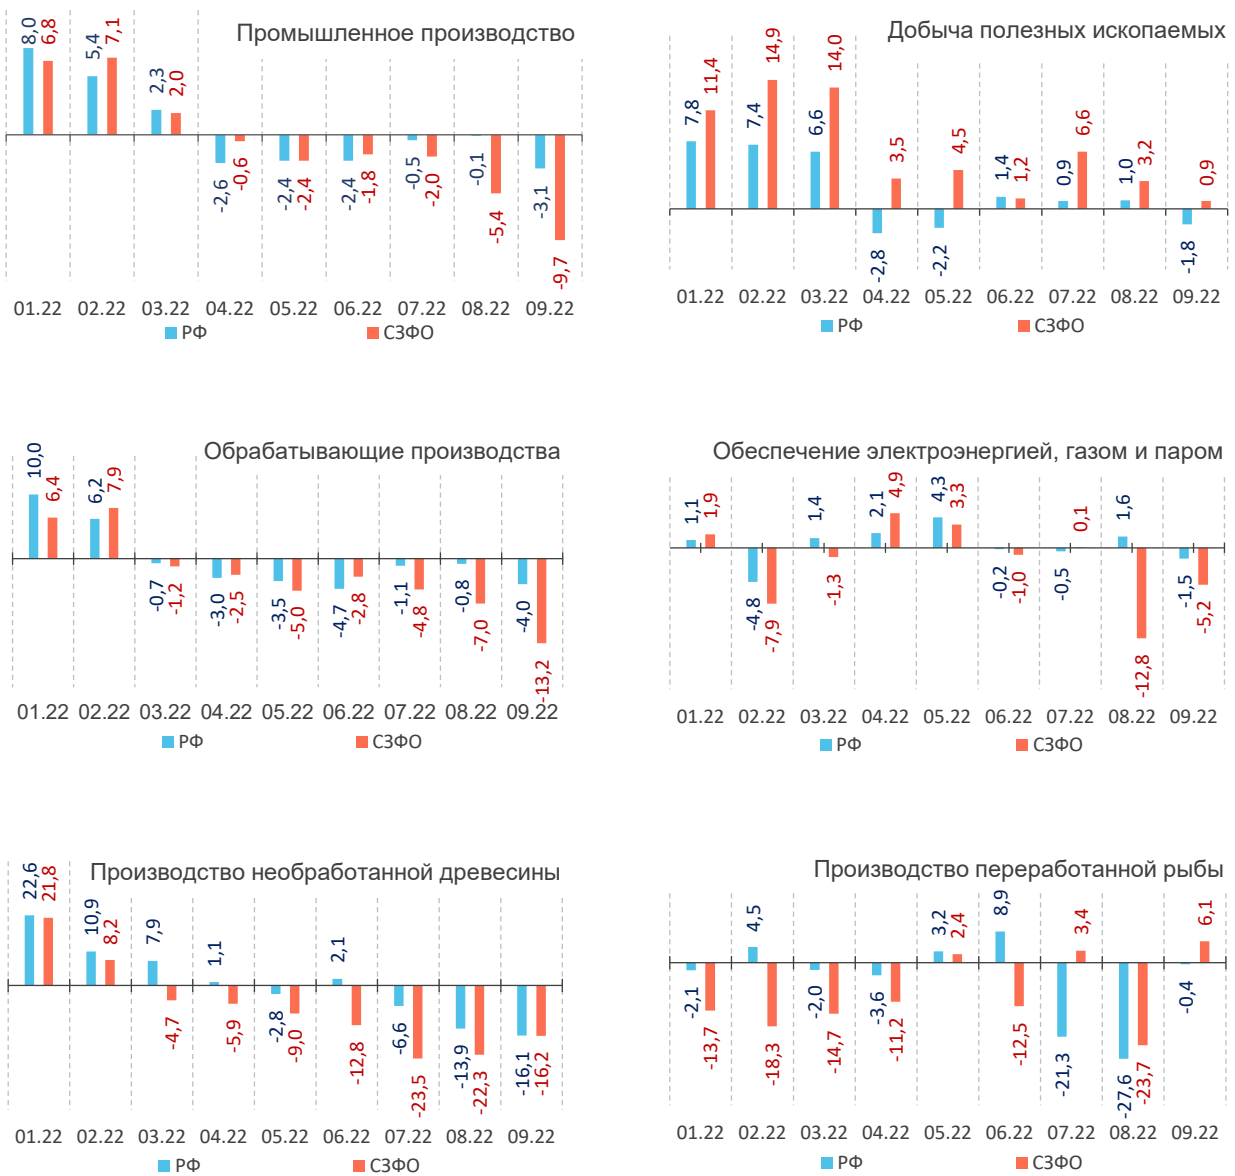 Промышленное производство
8,0 6,8 5,4 7,1 2,3 2,0 -2,6 -0,6 -2,4 -2,4 -2,4 -1,8 -0,5 -2,0 -0,1 -5,4 -3,1 -9,7
01.22 02.22 03.22 04.22 05.22 06.22 07.22 08.22 09.22
РФ СЗФО
Добыча полезных ископаемых
7,8 11,4 7,4 14,9 6,6 14,0 -2,8 3,5 -2,2 4,5 1,4 1,2 0,9 6,6 1,0 3,2 -1,8 0,9
01.22 02.22 03.22 04.22 05.22 06.22 07.22 08.22 09.22
РФ СЗФО
Обрабатывающие производства
10,0 6,4 6,2 7,9 -0,7 -1,2 -3,0 -2,5 -3,5 -5,0 -4,7 -2,8 -1,1 -4,8 -0,8 -7,0 -4,0 -13,2
01.22 02.22 03.22 04.22 05.22 06.22 07.22 08.22 09.22
РФ СЗФО
Обеспечение электроэнергией, газом и паром
1,1 1,9 -4,8 -7,9 1,4 -1,3 2,1 4,9 4,3 3,3 -0,2 -1,0 -0,5 0,1 1,6 -12,8 -1,5 -5,2
01.22 02.22 03.22 04.22 05.22 06.22 07.22 08.22 09.22
РФ СЗФО
Производство необработанной древесины
22,6 21,8 10,9 8,2 7,9 -4,7 1,1 -5,9 -2,8 -9,0 2,1 -12,8 -6,6 -23,5 -13,9 -22,3 -16,1 -16,2
01.22 02.22 03.22 04.22 05.22 06.22 07.22 08.22 09.22
РФ СЗФО
Производство переработанной рыбы
-2,1 -13,7 4,5 -18,3 -2,0 -14,7 -3,6 -11,2 3,2 2,4 8,9 -12,5 -21,3 3,4 -27,6 -23,7 -0,4 6,1
01.22 02.22 03.22 04.22 05.22 06.22 07.22 08.22 09.22
РФ СЗФО